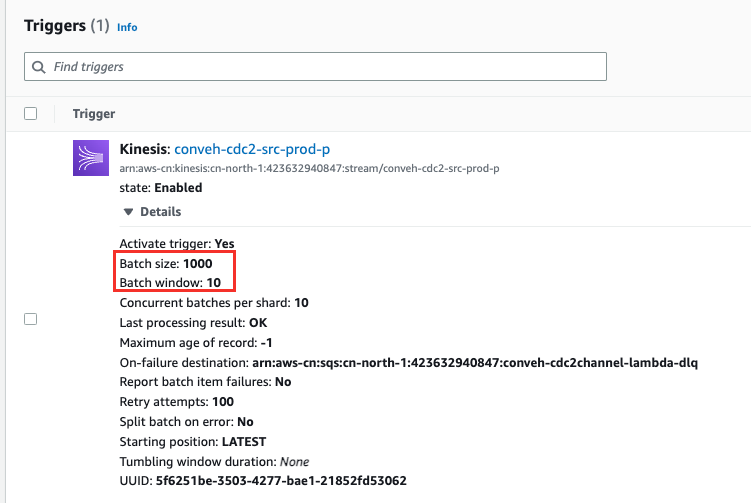 Triggers (1) Info
Find triggers
Trigger
Kinesis: conveh-cdc2-src-prod-p
arn:aws-cn:kinesis:cn-north-1:423632940847:stream/conveh-cdc2-src-prod-p
state: Enabled
Details
Activate trigger: Yes
Batch size: 1000
Batch window: 10
Concurrent batches per shard: 10
Last processing result: OK
Maximum age of record: -1
On-failure destination: arn:aws-cn:sqs:cn-north-1:423632940847:conveh-cdc2channel-lambda-dlq
Report batch item failures: No
Retry attempts: 100
Split batch on error: No
Starting position: LATEST
Tumbling window duration: None
UUID: 5f6251be-3503-4277-bae1-21852fd53062